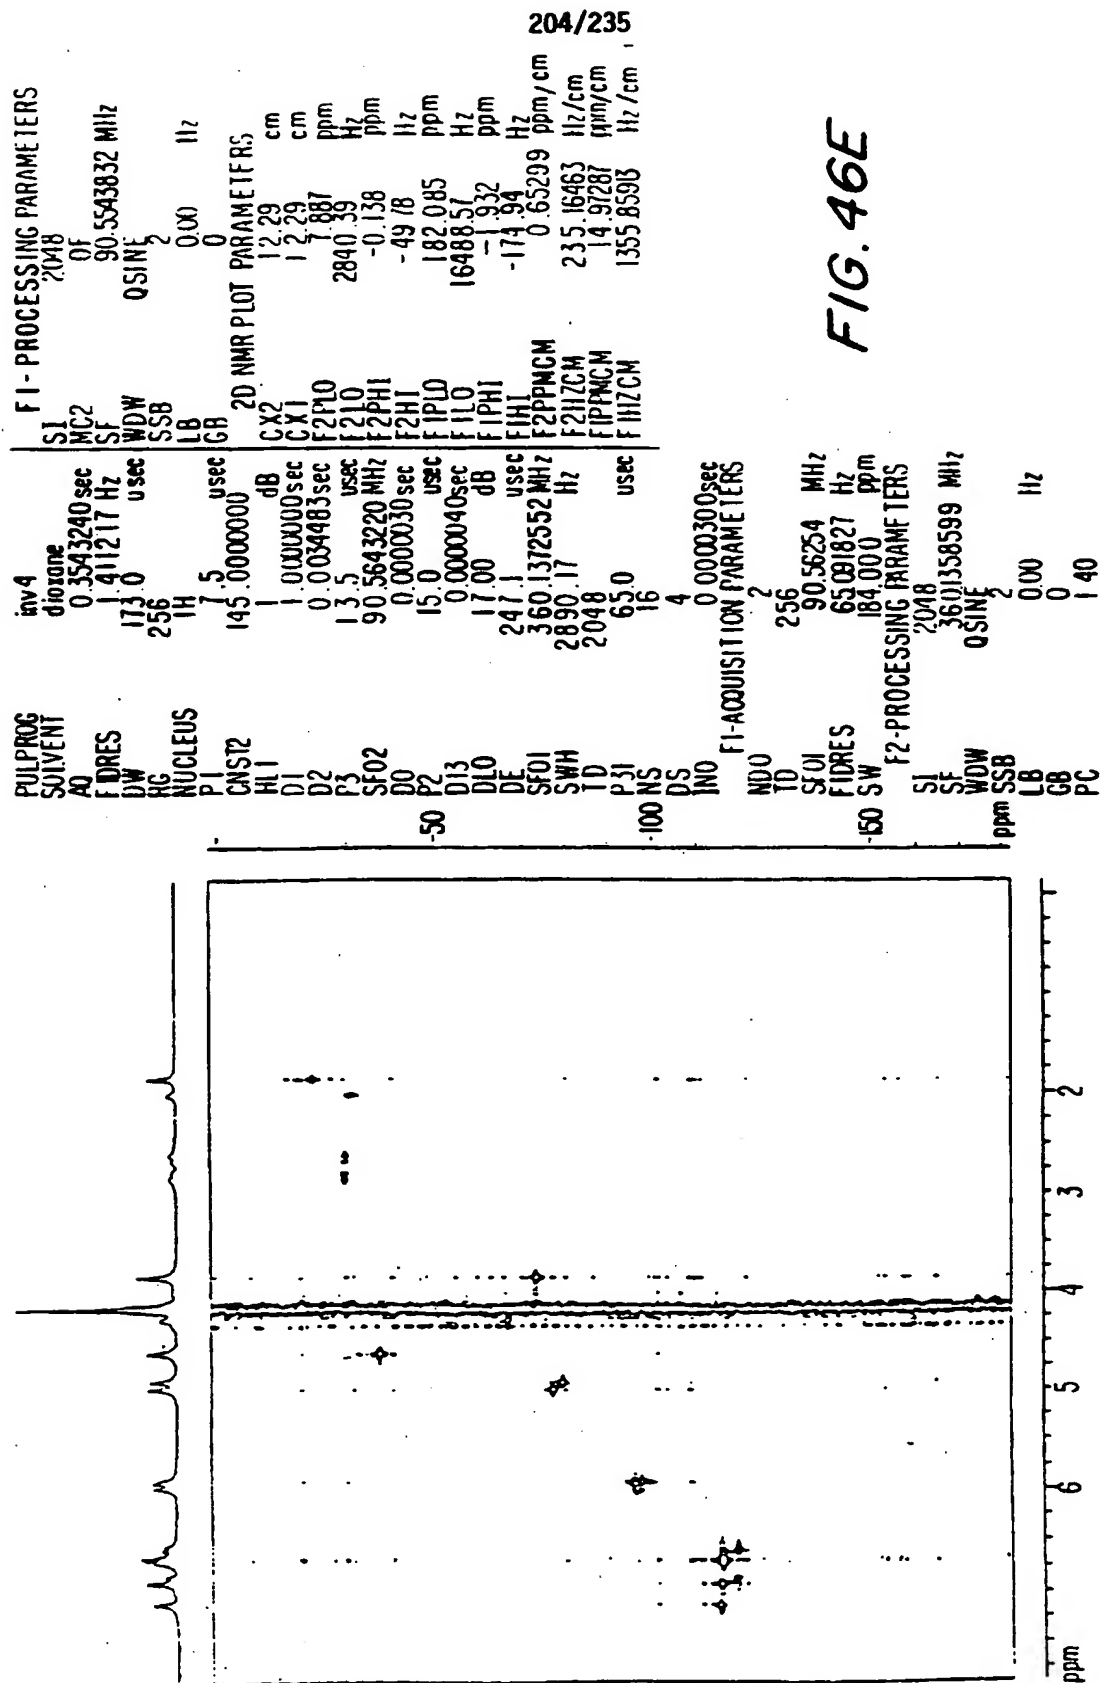 204/235
PULPROG inv4
SOLVENT dioxane
AQ 0.3543240 sec
FIDRES 1.411217 Hz
DW 173.0 usec
RG 256
NUCLEUS 1H
P1 7.5 usec
CNST2 145.0000000
HL1 1 dB
D1 1.0000000 sec
D2 0.0034483 sec
P3 13.5 usec
SFO2 90.5643220 MHz
D0 0.0000030 sec
P2 15.0 usec
D13 0.0000040 sec
DLO 17.00 dB
DE 247.1 usec
SFO1 360.1372552 MHz
SWH 2890.17 Hz
TD 2048
P31 65.0 usec
NS 16
DS 4
IN0 0.0000300 sec
F1-ACQUISITION PARAMETERS
ND0 2
TD 256
SFO1 90.56254 MHz
FIDRES 65.091827 Hz
SW 184.000 ppm
F2-PROCESSING PARAMETERS
SI 2048
SF 360.1358599 MHz
WDW QSINE
SSB 2
LB 0.00 Hz
GB 0
PC 1.40
F1-PROCESSING PARAMETERS
SI 2048
MC2 QF
SF 90.5543832 MHz
WDW QSINE
SSB 2
LB 0.00 Hz
GB 0
2D NMR PLOT PARAMETERS
CX2 12.29 cm
CX1 12.29 cm
F2PLO 7.887 ppm
F2LO 2840.39 Hz
F2PHI -0.138 ppm
F2HI -49.78 Hz
F1PLO 182.085 ppm
F1LO 16488.57 Hz
F1PHI -1.932 ppm
F1HI -174.94 Hz
F2PPMCM 0.65299 ppm/cm
F2HZCM 235.16463 Hz/cm
F1PPMCM 14.97287 ppm/cm
F1HZCM 1355.85913 Hz/cm
50
100
150
ppm
ppm 6 5 4 3 2
FIG. 46E